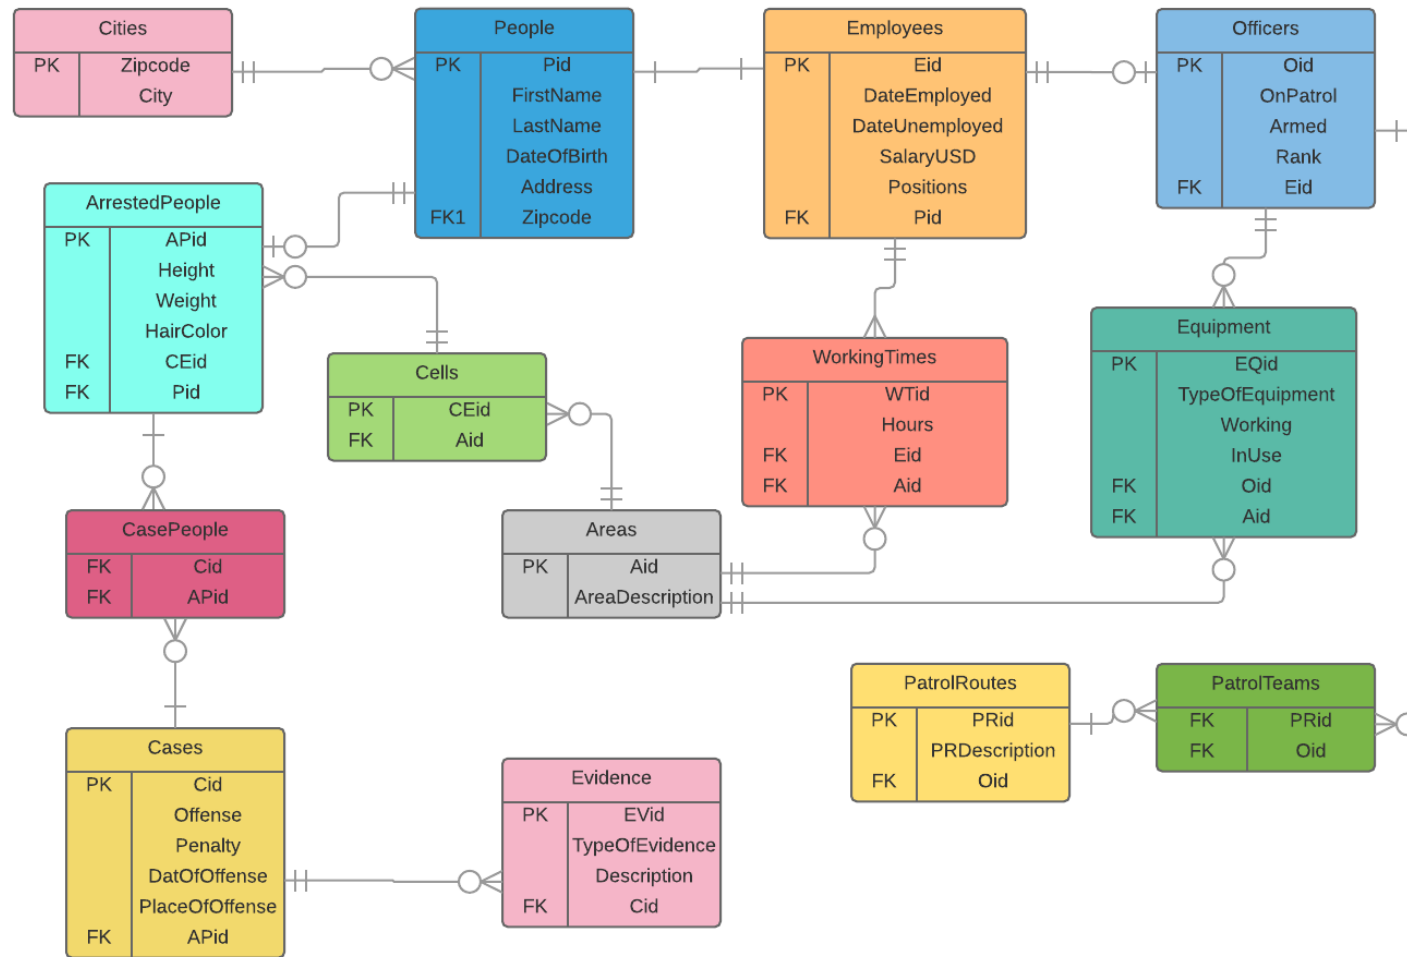 Cities
PK Zipcode
City
People
PK Pid
FirstName
LastName
DateOfBirth
Address
FK1 Zipcode
Employees
PK Eid
DateEmployed
DateUnemployed
SalaryUSD
Positions
FK Pid
Officers
PK Oid
OnPatrol
Armed
Rank
FK Eid
ArrestedPeople
PK APid
Height
Weight
HairColor
FK CEid
FK Pid
Cells
PK CEid
FK Aid
WorkingTimes
PK WTid
Hours
FK Eid
FK Aid
Equipment
PK EQid
TypeOfEquipment
Working
InUse
FK Oid
FK Aid
CasePeople
FK Cid
FK APid
Areas
PK Aid
AreaDescription
PatrolRoutes
PK PRid
PRDescription
FK Oid
PatrolTeams
FK PRid
FK Oid
Cases
PK Cid
Offense
Penalty
DatOfOffense
PlaceOfOffense
FK APid
Evidence
PK EVid
TypeOfEvidence
Description
FK Cid